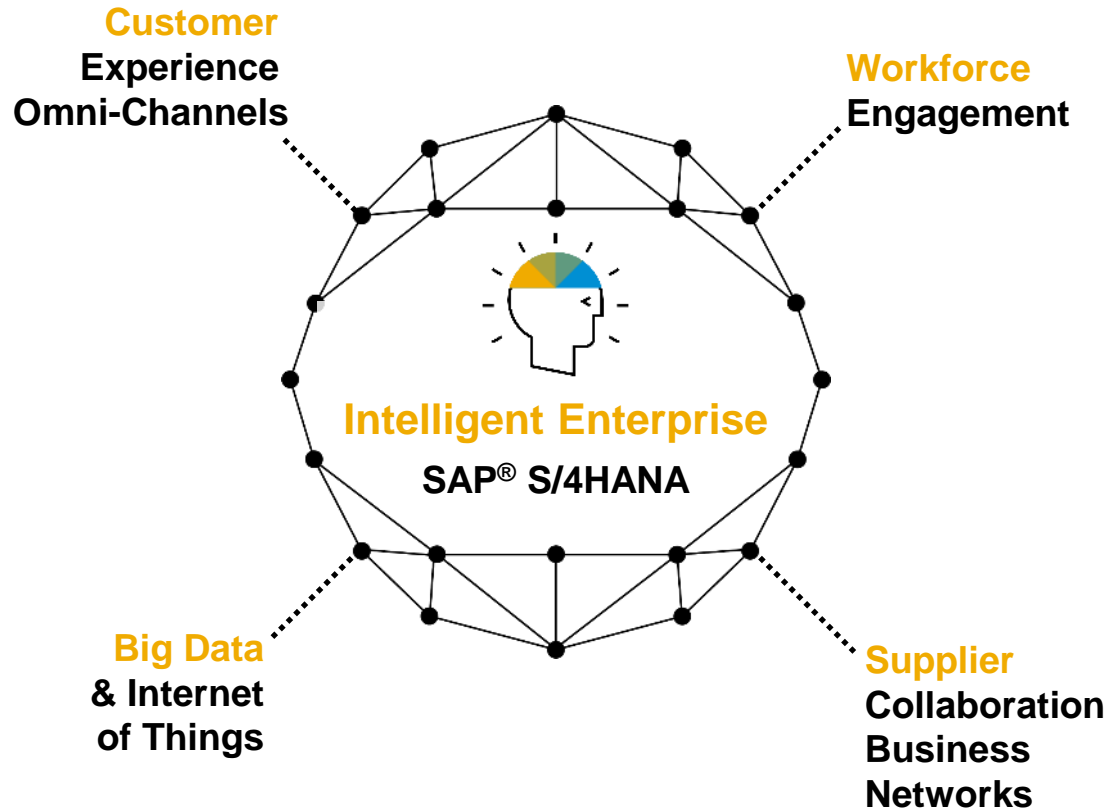 Customer
Experience
Omni-Channels
Workforce
Engagement
Intelligent Enterprise
SAP® S/4HANA
Big Data
& Internet
of Things
Supplier
Collaboration
Business
Networks